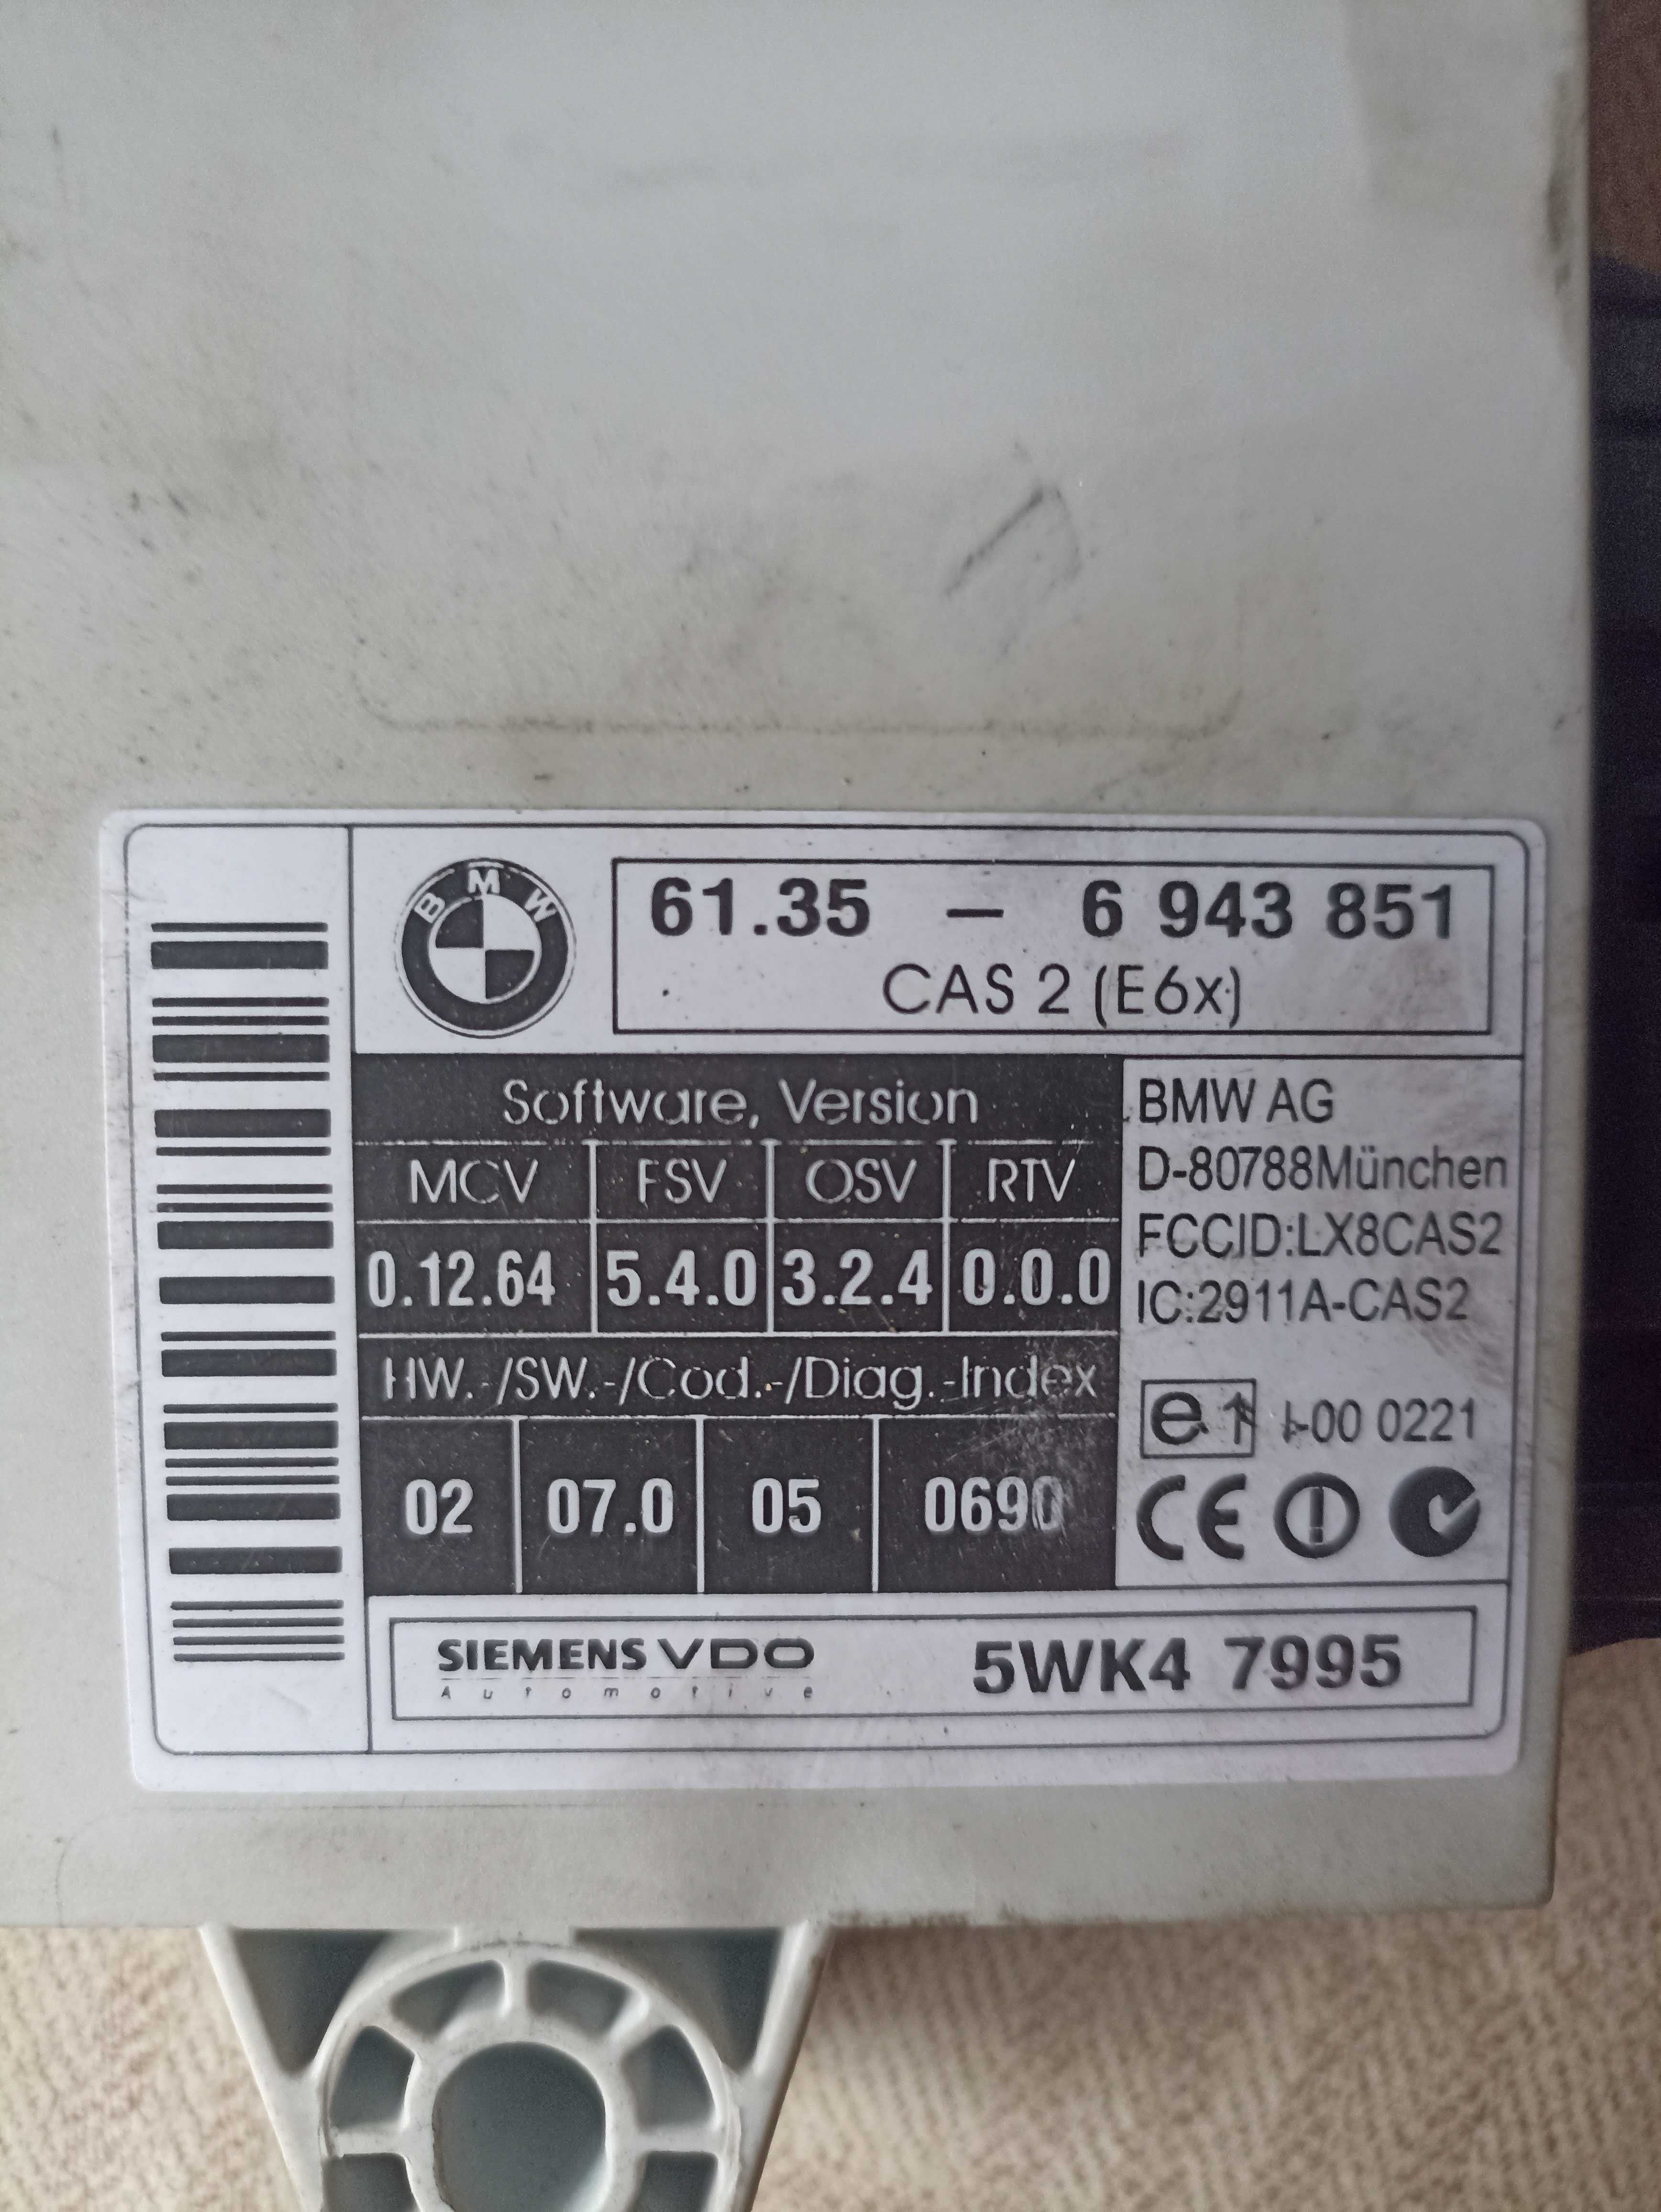 BMW
61.35 – 6 943 851
CAS 2 (E6x)
Software, Version
MCV FSV OSV RTV
0.12.64 5.4.0 3.2.4 0.0.0
HW.-/SW.-/Cod.-/Diag.-Index
02 07.0 05 0690
BMW AG
D-80788München
FCCID:LX8CAS2
IC:2911A-CAS2
e1 1-00 0221
CE
SIEMENS VDO
Automotive
5WK4 7995